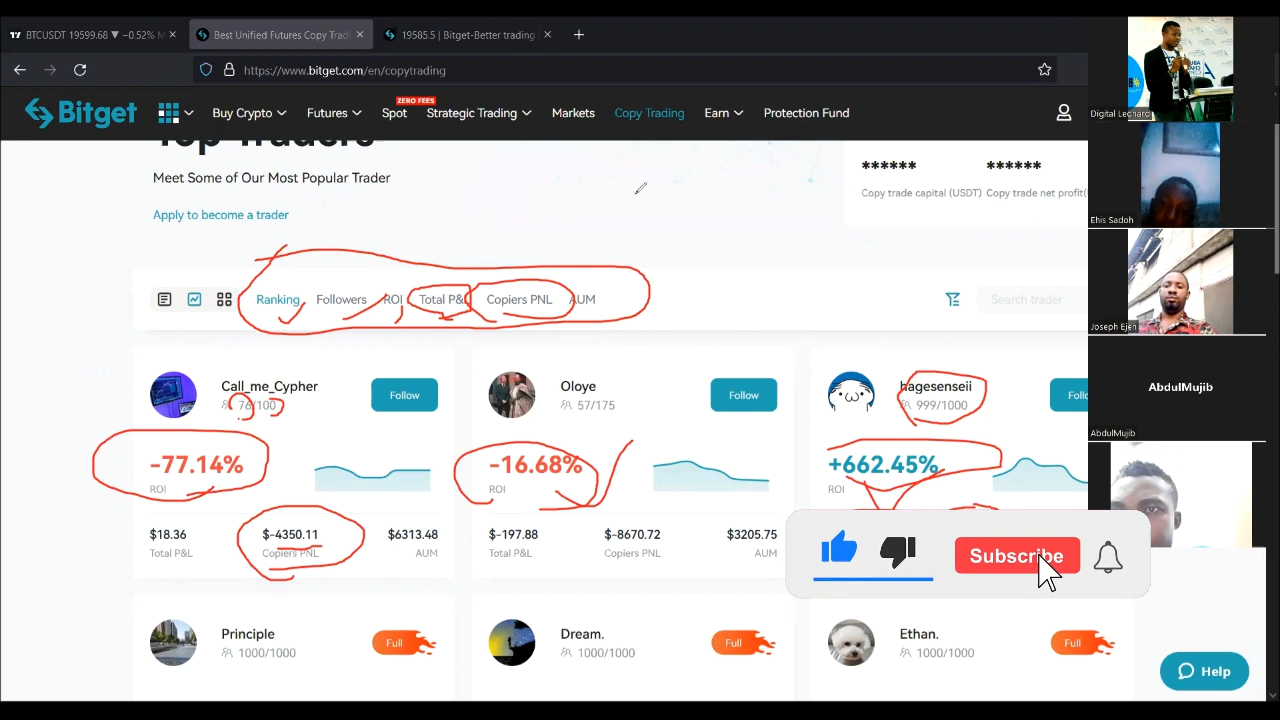 BTCUSDT 19599.68 ▼ −0.52%
Best Unified Futures Copy Tradi
19585.5 | Bitget-Better trading
https://www.bitget.com/en/copytrading
Bitget
Buy Crypto
Futures
ZERO FEES
Spot
Strategic Trading
Markets
Copy Trading
Earn
Protection Fund
Top Traders
Meet Some of Our Most Popular Trader
Apply to become a trader
****** ******
Copy trade capital (USDT) Copy trade net profit(
Ranking Followers ROI Total P&L Copiers PNL AUM
Search trader
Call_me_Cypher
76/100
Follow
-77.14%
ROI
$18.36 $-4350.11 $6313.48
Total P&L Copiers PNL AUM
Oloye
57/175
Follow
-16.68%
ROI
$-197.88 $-8670.72 $3205.75
Total P&L Copiers PNL AUM
hagesenseii
999/1000
Follo
+662.45%
ROI
Subscribe
Principle
1000/1000
Full
Dream.
1000/1000
Full
Ethan.
1000/1000
Full
Help
Digital Leonard
Ehis Sadoh
Joseph Ejeh
AbdulMujib
AbdulMujib